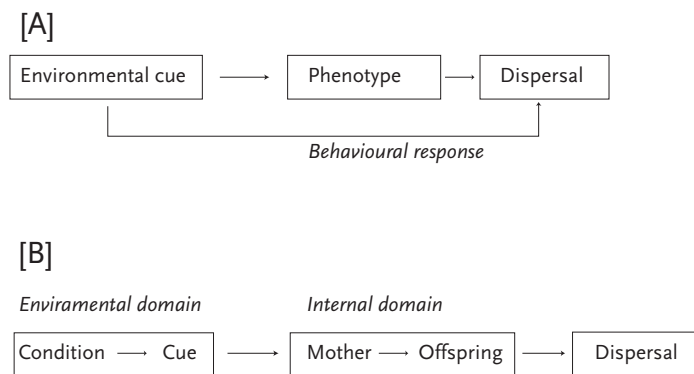 [A]
Environmental cue Phenotype Dispersal
Behavioural response
[B]
Enviramental domain Internal domain
Condition Cue Mother Offspring Dispersal